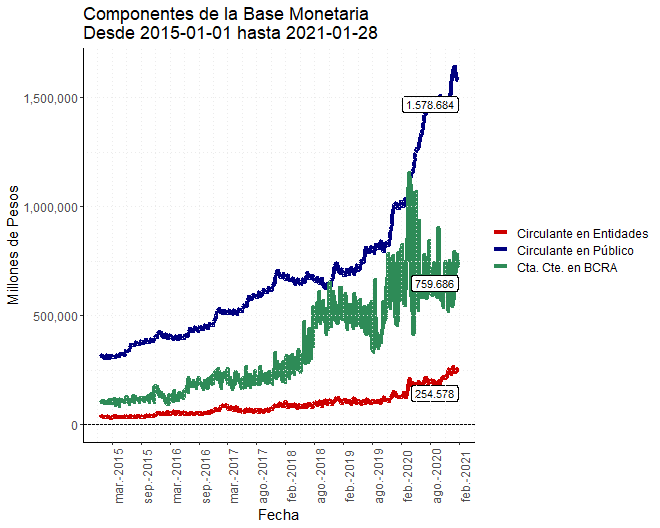 Componentes de la Base Monetaria
Desde 2015-01-01 hasta 2021-01-28
Millones de Pesos
1,500,000
1,000,000
500,000
0
1.578.684
759.686
254.578
Circulante en Entidades
Circulante en Público
Cta. Cte. en BCRA
mar.-2015
sep.-2015
feb.-2016
ago.-2016
feb.-2017
ago.-2017
feb.-2018
ago.-2018
feb.-2019
ago.-2019
feb.-2020
ago.-2020
feb.-2021
Fecha